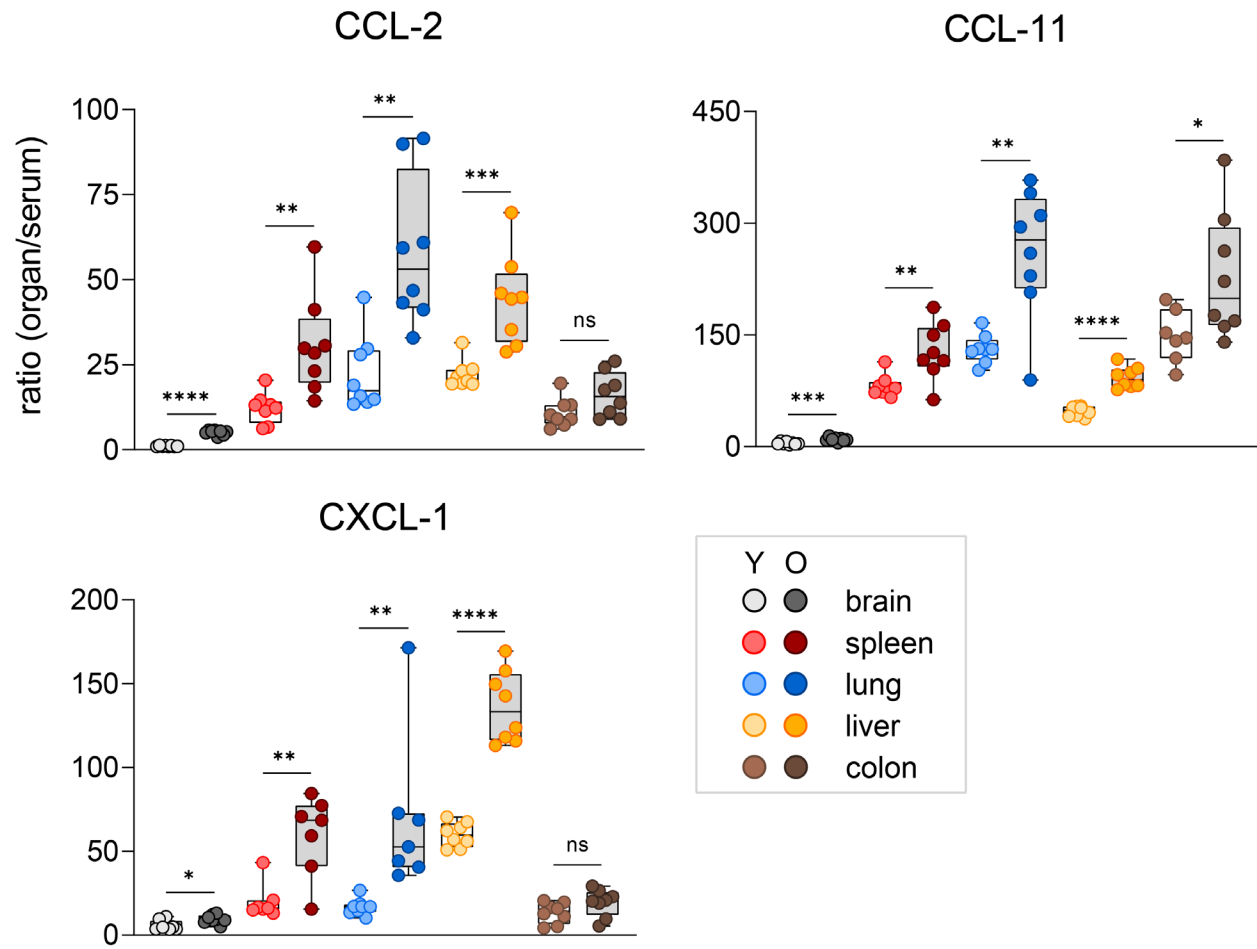 CCL-2
CCL-11
ratio (organ/serum)
100
75
50
25
0
****
**
**
***
ns
450
300
150
0
***
**
**
****
*
CXCL-1
200
150
100
50
0
*
**
**
****
ns
Y O
brain
spleen
lung
liver
colon